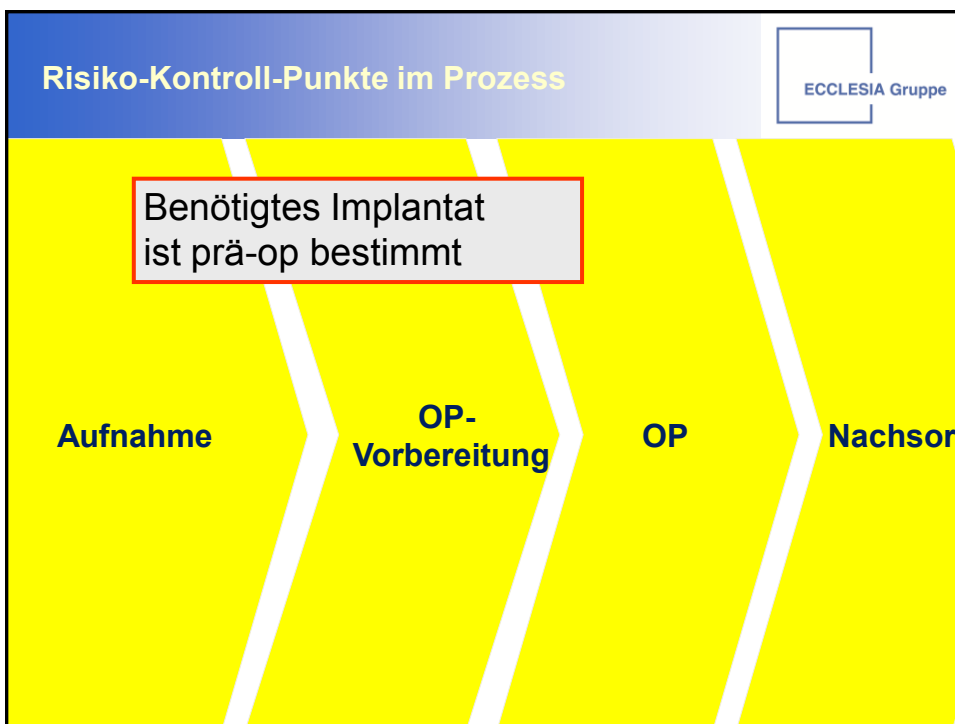 Risiko-Kontroll-Punkte im Prozess
ECCLESIA Gruppe
Benötigtes Implantat
ist prä-op bestimmt
Aufnahme
OP-
Vorbereitung
OP
Nachsor